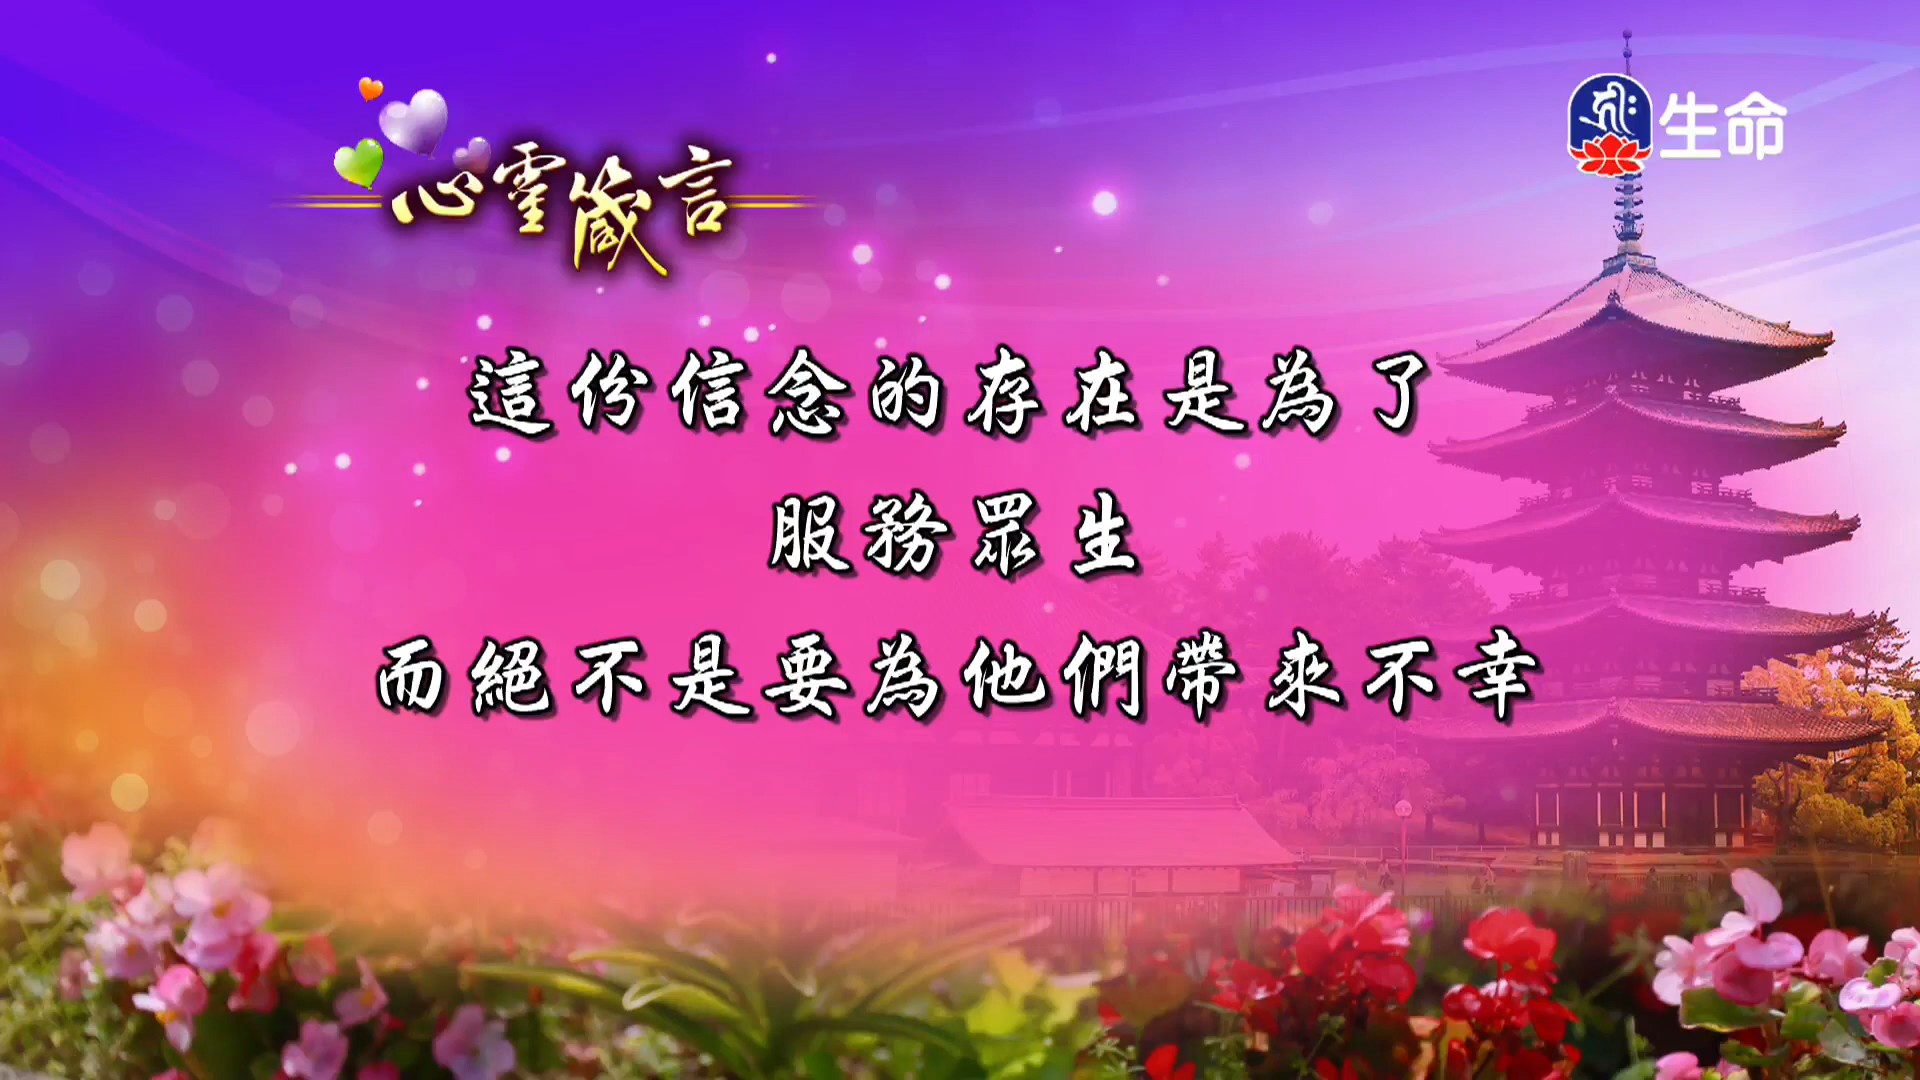 心靈箴言
生命
這份信念的存在是為了
服務眾生
而絕不是要為他們帶來不幸